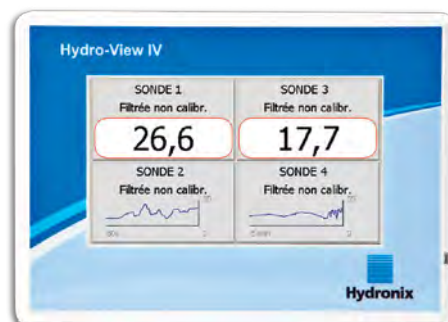 Hydro-View IV
SONDE 1
Filtrée non calibr.
26,6
SONDE 3
Filtrée non calibr.
17,7
SONDE 2
Filtrée non calibr.
SONDE 4
Filtrée non calibr.
Hydronix